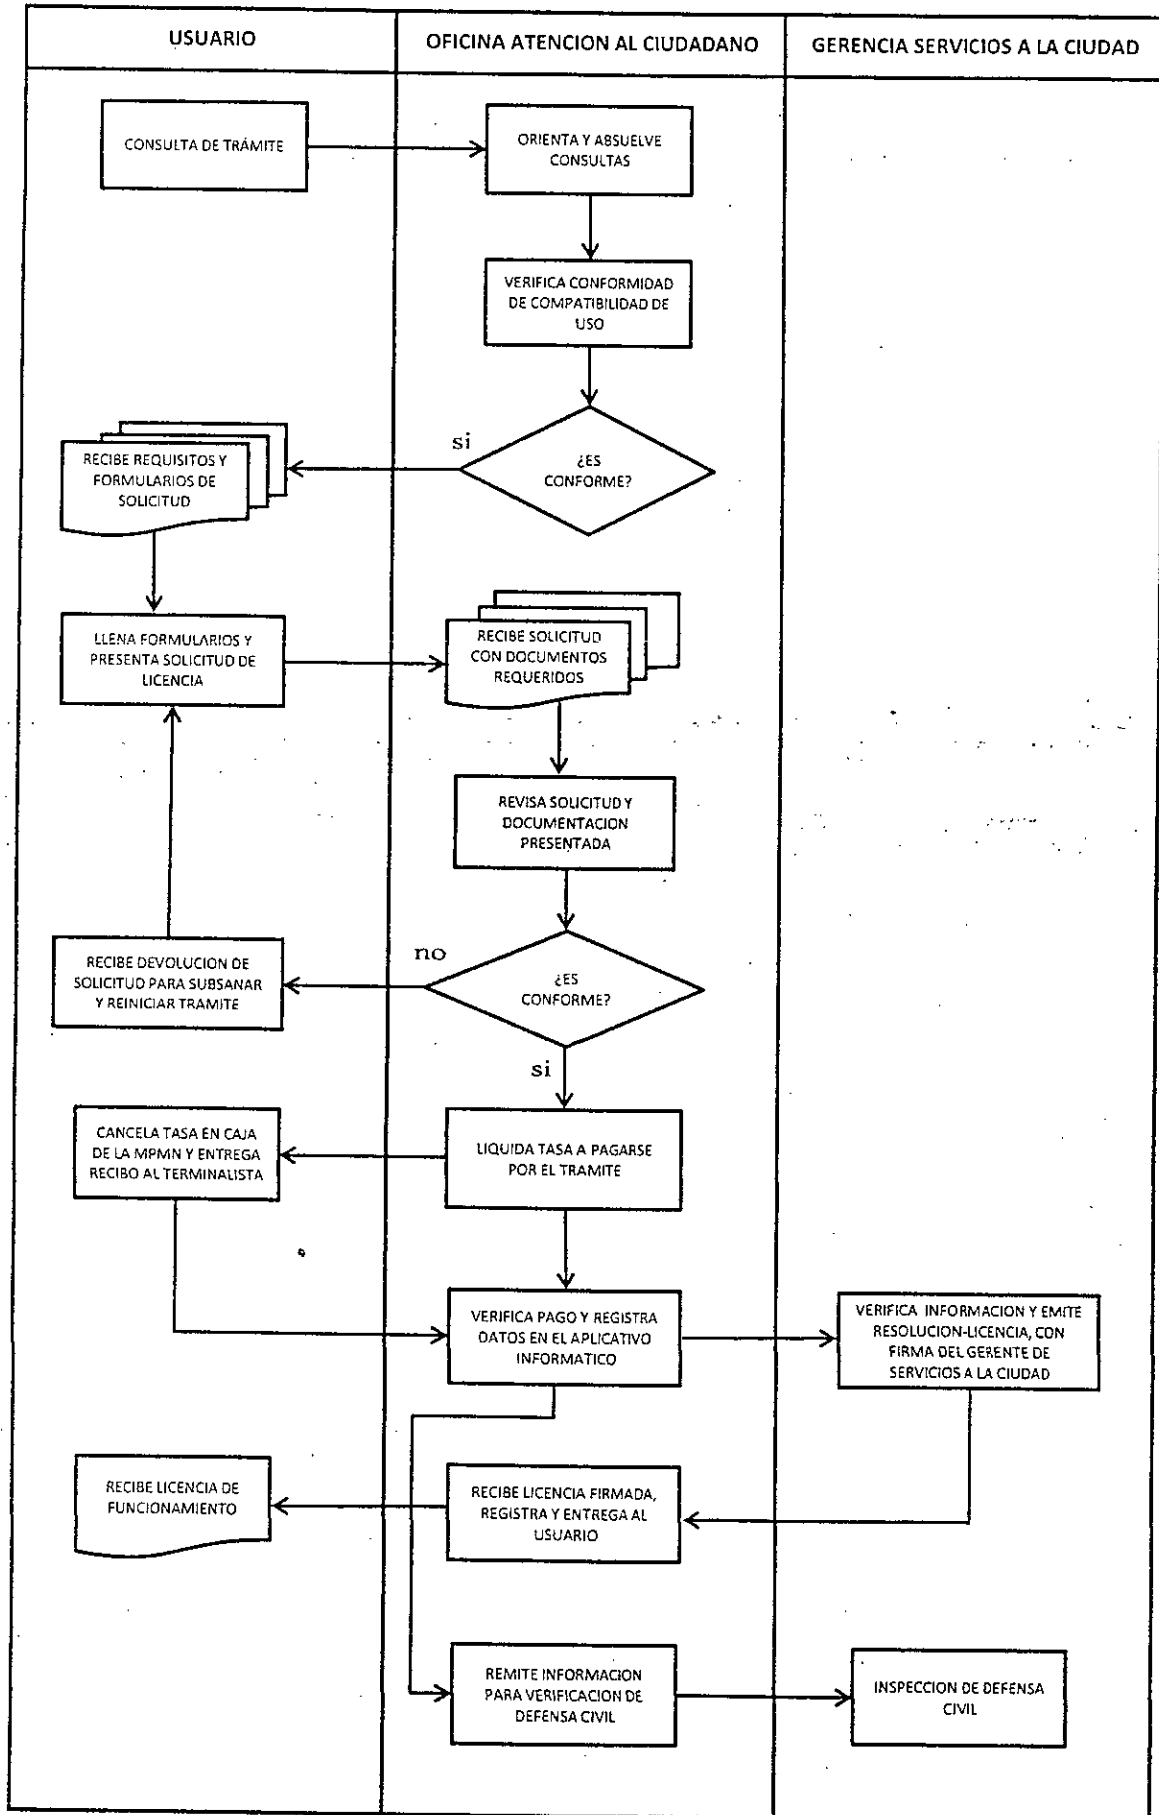 USUARIO
OFICINA ATENCION AL CIUDADANO
GERENCIA SERVICIOS A LA CIUDAD
CONSULTA DE TRÁMITE
ORIENTA Y ABSUELVE
CONSULTAS
VERIFICA CONFORMIDAD
DE COMPATIBILIDAD DE
USO
¿ES
CONFORME?
si
RECIBE REQUISITOS Y
FORMULARIOS DE
SOLICITUD
LLENA FORMULARIOS Y
PRESENTA SOLICITUD DE
LICENCIA
RECIBE SOLICITUD
CON DOCUMENTOS
REQUERIDOS
REVISA SOLICITUD Y
DOCUMENTACION
PRESENTADA
¿ES
CONFORME?
no
RECIBE DEVOLUCION DE
SOLICITUD PARA SUBSANAR
Y REINICIAR TRAMITE
si
LIQUIDA TASA A PAGARSE
POR EL TRAMITE
CANCELA TASA EN CAJA
DE LA MPMN Y ENTREGA
RECIBO AL TERMINALISTA
VERIFICA PAGO Y REGISTRA
DATOS EN EL APLICATIVO
INFORMATICO
VERIFICA INFORMACION Y EMITE
RESOLUCION-LICENCIA, CON
FIRMA DEL GERENTE DE
SERVICIOS A LA CIUDAD
RECIBE LICENCIA FIRMADA,
REGISTRA Y ENTREGA AL
USUARIO
RECIBE LICENCIA DE
FUNCIONAMIENTO
REMITE INFORMACION
PARA VERIFICACION DE
DEFENSA CIVIL
INSPECCION DE DEFENSA
CIVIL